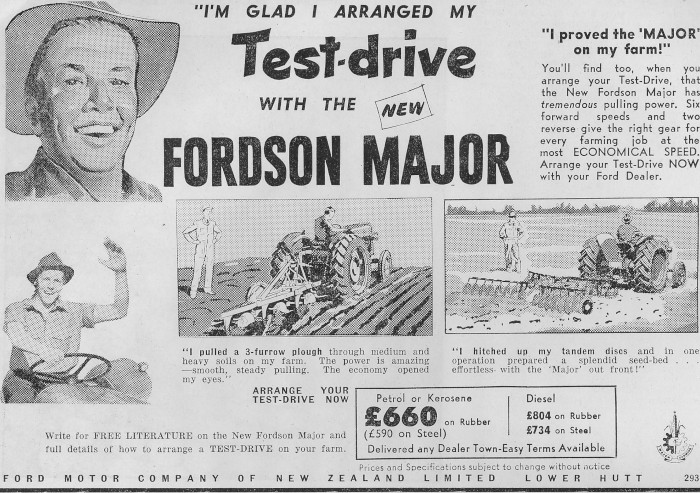 "I'M GLAD I ARRANGED MY
Test-drive
WITH THE NEW
FORDSON MAJOR
"I proved the 'MAJOR'
on my farm!"
You'll find too, when you
arrange your Test-Drive, that
the New Fordson Major has
tremendous pulling power. Six
forward speeds and two
reverse give the right gear for
every farming job at the
most ECONOMICAL SPEED.
Arrange your Test-Drive NOW
with your Ford Dealer.
"I pulled a 3-furrow plough through medium and
heavy soils on my farm. The power is amazing
—smooth, steady pulling. The economy opened
my eyes."
"I hitched up my tandem discs and in one
operation prepared a splendid seed-bed . . .
effortless with the 'Major' out front!"
ARRANGE YOUR
TEST-DRIVE NOW
Petrol or Kerosene
£660 on Rubber
(£590 on Steel)
Diesel
£804 on Rubber
£734 on Steel
Delivered any Dealer Town-Easy Terms Available
Write for FREE LITERATURE on the New Fordson Major and
full details of how to arrange a TEST-DRIVE on your farm.
Prices and Specifications subject to change without notice
FORD MOTOR COMPANY OF NEW ZEALAND LIMITED LOWER HUTT 293